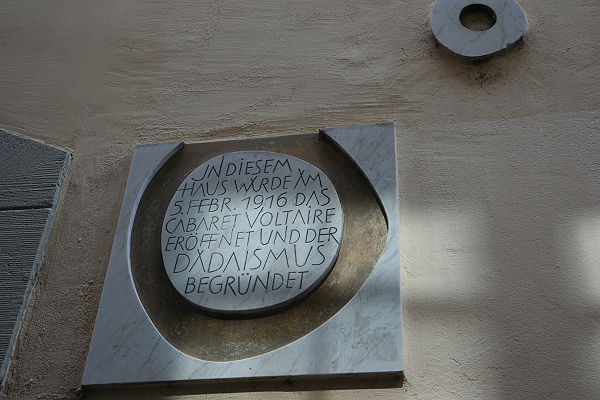 IN DIESEM
HAUS WURDE AM
5. FEBR. 1916 DAS
CABARET VOLTAIRE
ERÖFFNET UND DER
DADAISMUS
BEGRÜNDET